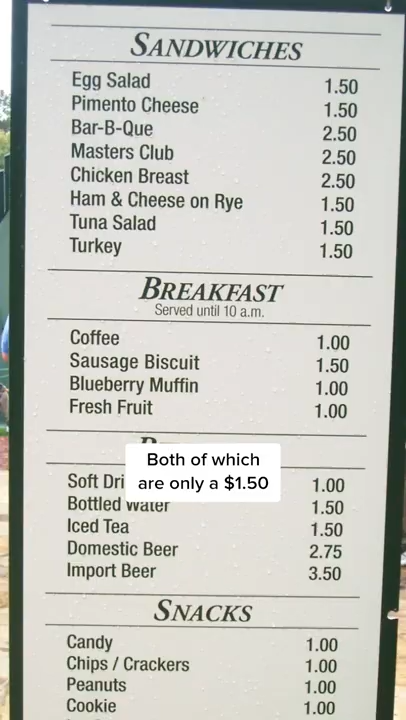 SANDWICHES
Egg Salad 1.50
Pimento Cheese 1.50
Bar-B-Que 2.50
Masters Club 2.50
Chicken Breast 2.50
Ham & Cheese on Rye 1.50
Tuna Salad 1.50
Turkey 1.50
BREAKFAST
Served until 10 a.m.
Coffee 1.00
Sausage Biscuit 1.50
Blueberry Muffin 1.00
Fresh Fruit 1.00
Both of which
are only a $1.50
Soft 1.00
Bottled Water 1.50
Iced Tea 1.50
Domestic Beer 2.75
Import Beer 3.50
SNACKS
Candy 1.00
Chips / Crackers 1.00
Peanuts 1.00
Cookie 1.00